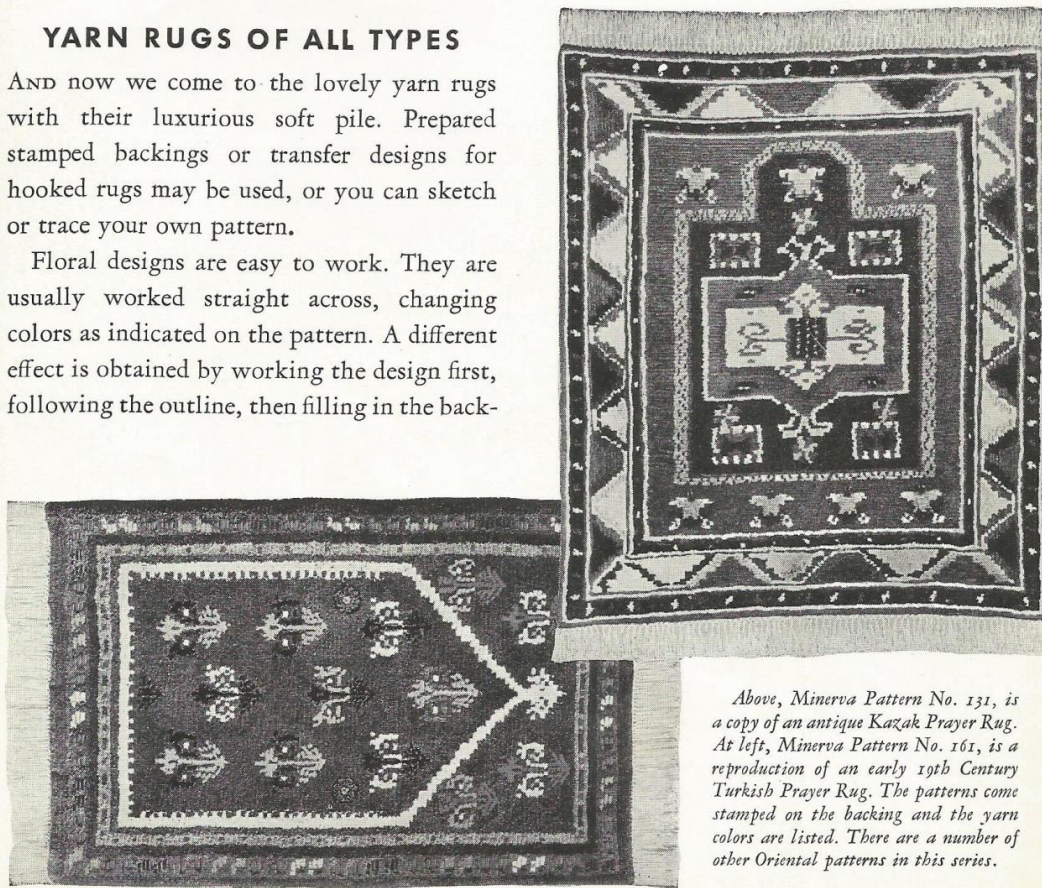 YARN RUGS OF ALL TYPES
AND now we come to the lovely yarn rugs
with their luxurious soft pile. Prepared
stamped backings or transfer designs for
hooked rugs may be used, or you can sketch
or trace your own pattern.
Floral designs are easy to work. They are
usually worked straight across, changing
colors as indicated on the pattern. A different
effect is obtained by working the design first,
following the outline, then filling in the back-
Above, Minerva Pattern No. 131, is
a copy of an antique Kazak Prayer Rug.
At left, Minerva Pattern No. 161, is a
reproduction of an early 19th Century
Turkish Prayer Rug. The patterns come
stamped on the backing and the yarn
colors are listed. There are a number of
other Oriental patterns in this series.